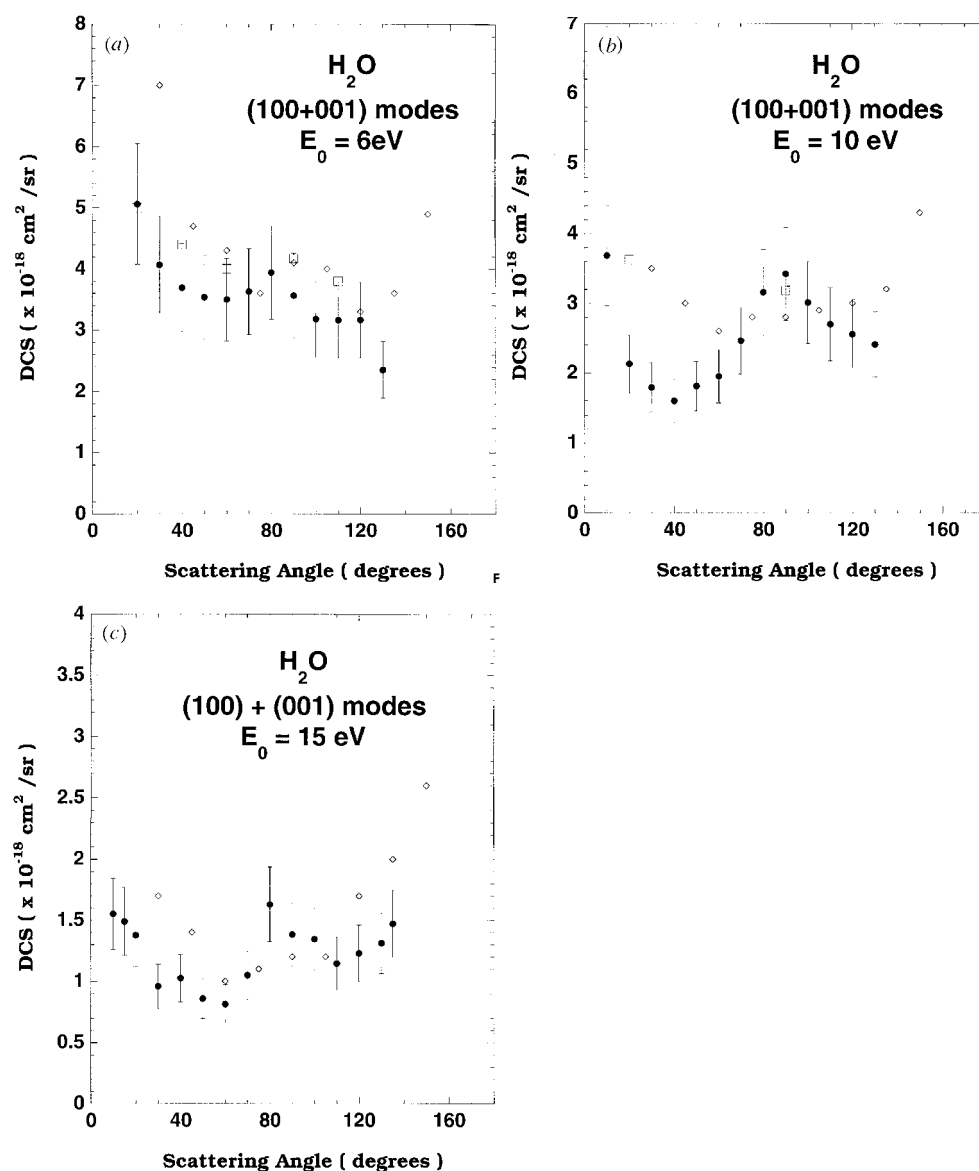 (a)
H2O
(100+001) modes
E0 = 6eV
DCS ( x 10-18 cm2 /sr )
8
7
6
5
4
3
2
1
0
0 40 80 120 160
Scattering Angle ( degrees )
F
(b)
H2O
(100+001) modes
E0 = 10 eV
DCS ( x 10-18 cm2 /sr )
7
6
5
4
3
2
1
0
0 40 80 120 160
Scattering Angle ( degrees )
(c)
H2O
(100) + (001) modes
E0 = 15 eV
DCS ( x 10-18 cm2 /sr )
4
3.5
3
2.5
2
1.5
1
0.5
0
0 40 80 120 160
Scattering Angle ( degrees )